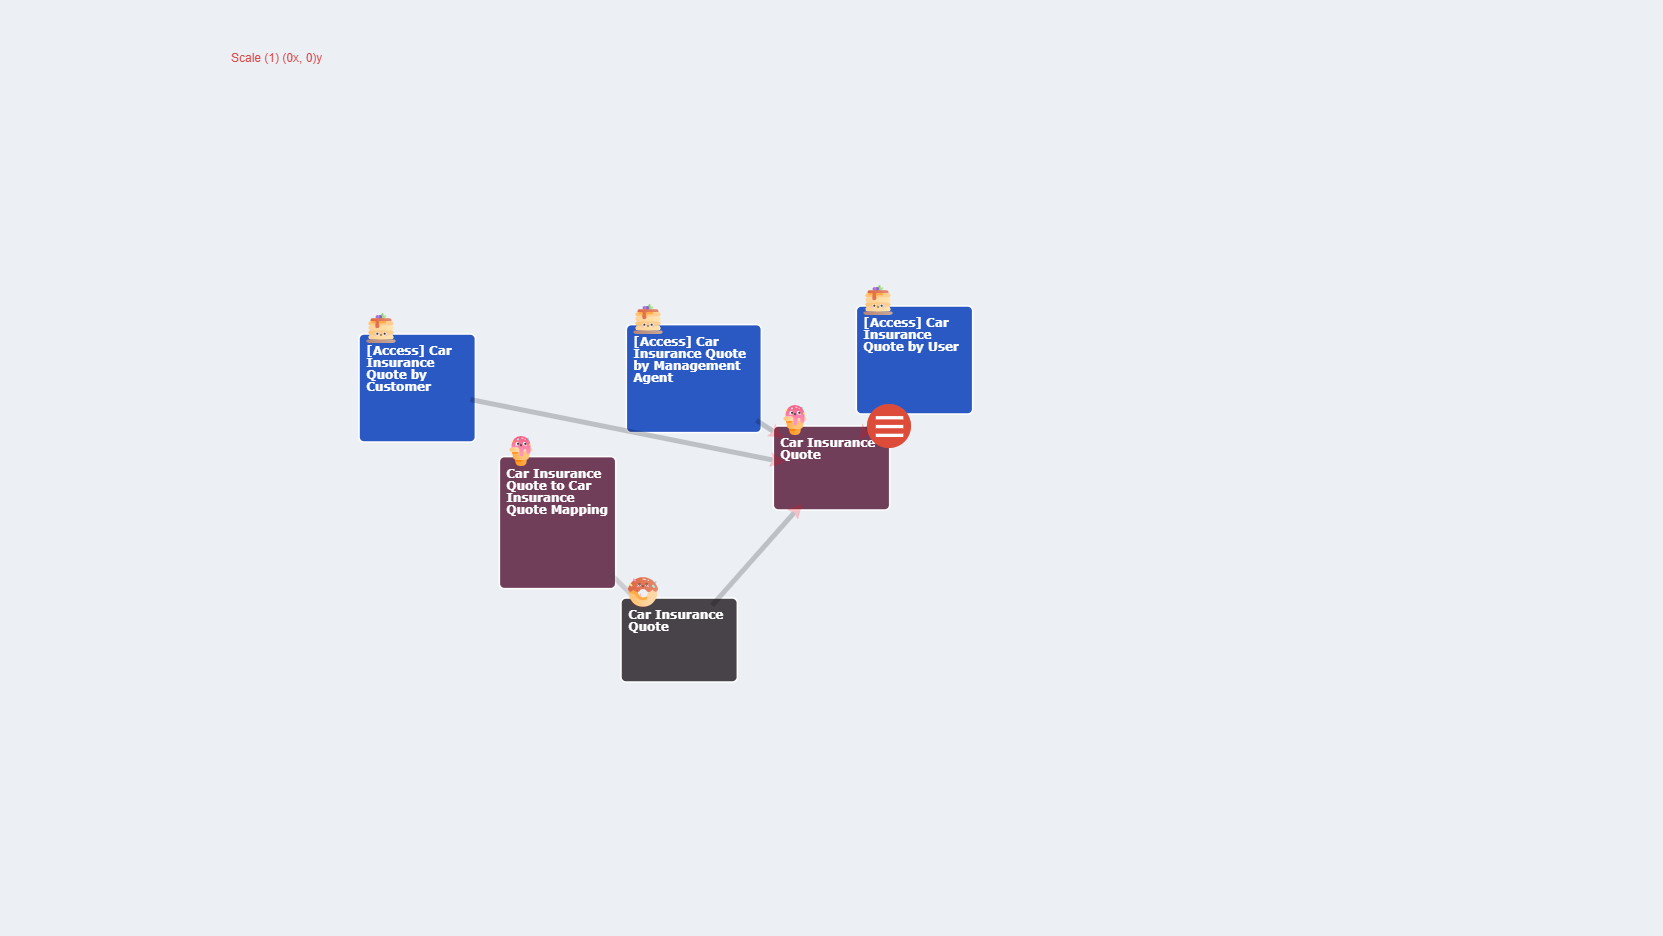 Scale (1) (0x, 0)y
[Access] Car
Insurance
Quote by User
[Access] Car
Insurance Quote
by Management
Agent
[Access] Car
Insurance
Quote by
Customer
Car Insurance
Quote
Car Insurance
Quote to Car
Insurance
Quote Mapping
Car Insurance
Quote